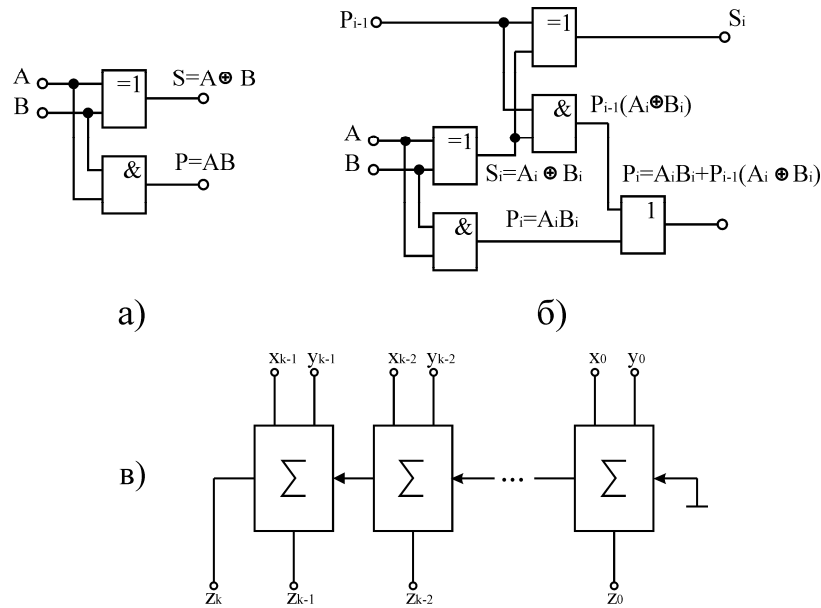 A
B
=1
S=A⊕B
&
P=AB
а)
Pi-1
=1
Si
&
Pi-1(Ai⊕Bi)
A
B
=1
Si=Ai ⊕ Bi
Pi=AiBi+Pi-1(Ai ⊕ Bi)
&
Pi=AiBi
1
б)
xk-1 yk-1 xk-2 yk-2 x0 y0
в)
Σ Σ ... Σ
zk zk-1 zk-2 z0